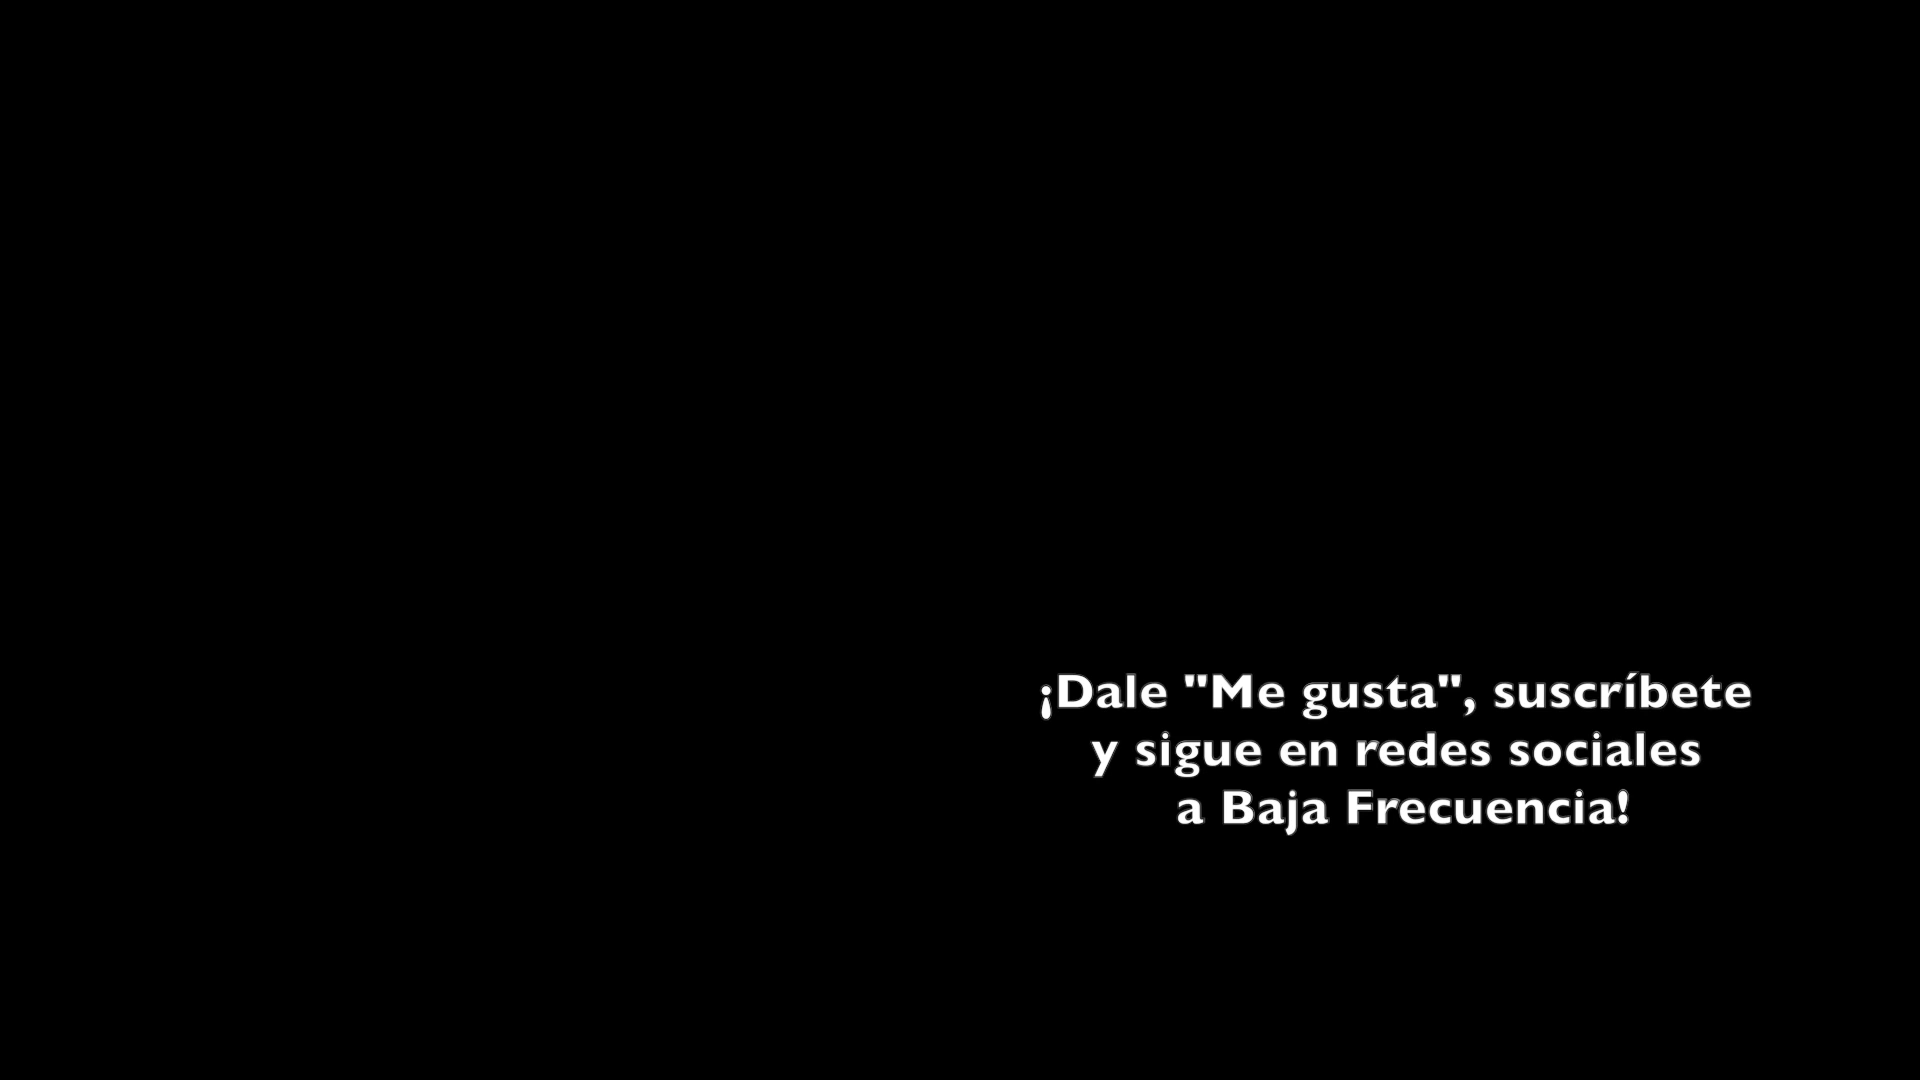 ¡Dale "Me gusta", suscríbete
y sigue en redes sociales
a Baja Frecuencia!